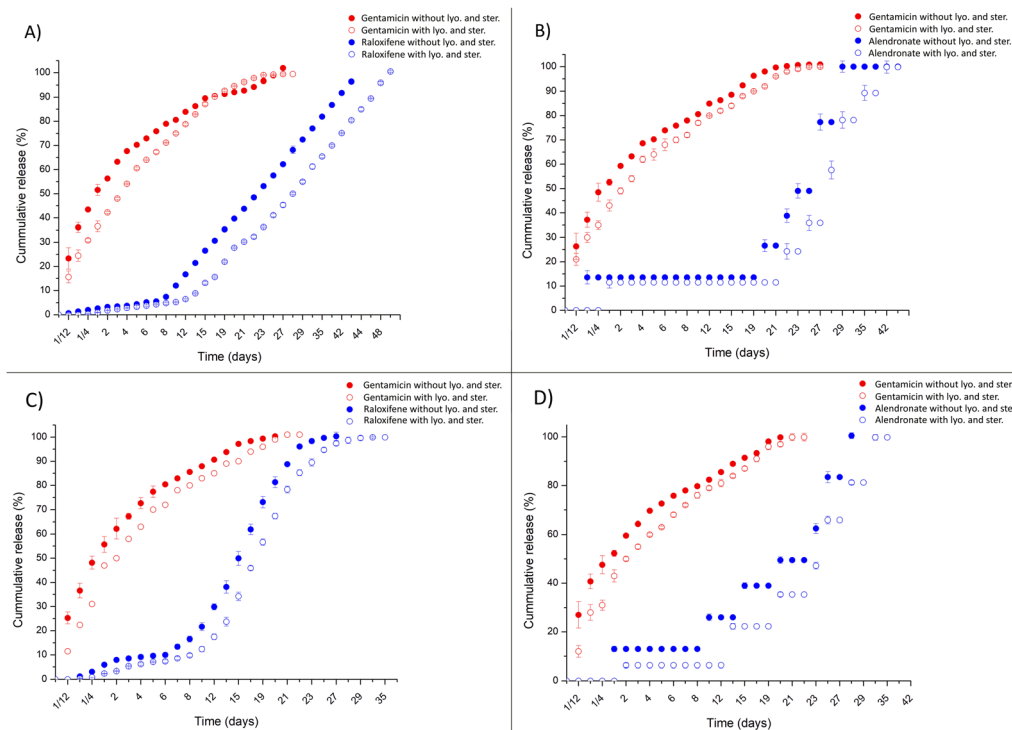 A)
Gentamicin without lyo. and ster.
Gentamicin with lyo. and ster.
Raloxifene without lyo. and ster.
Raloxifene with lyo. and ster.
Cummulative release (%)
100
90
80
70
60
50
40
30
20
10
0
1/12 1/4 2 4 6 8 12 15 19 23 27 31 35 42 48
Time (days)
B)
Gentamicin without lyo. and ster.
Gentamicin with lyo. and ster.
Alendronate without lyo. and ster.
Alendronate with lyo. and ster.
Cummulative release (%)
100
90
80
70
60
50
40
30
20
10
0
1/12 1/4 2 4 6 8 12 15 19 21 23 27 29 35 42
Time (days)
C)
Gentamicin without lyo. and ster.
Gentamicin with lyo. and ster.
Raloxifene without lyo. and ster.
Raloxifene with lyo. and ster.
Cummulative release (%)
100
90
80
70
60
50
40
30
20
10
0
1/12 1/4 2 4 6 8 12 15 19 21 23 27 29 35
Time (days)
D)
Gentamicin without lyo. and ster.
Gentamicin with lyo. and ster.
Alendronate without lyo. and ster.
Alendronate with lyo. and ster.
Cummulative release (%)
100
90
80
70
60
50
40
30
20
10
0
1/12 1/4 2 4 6 8 12 15 19 21 23 27 29 35 42
Time (days)